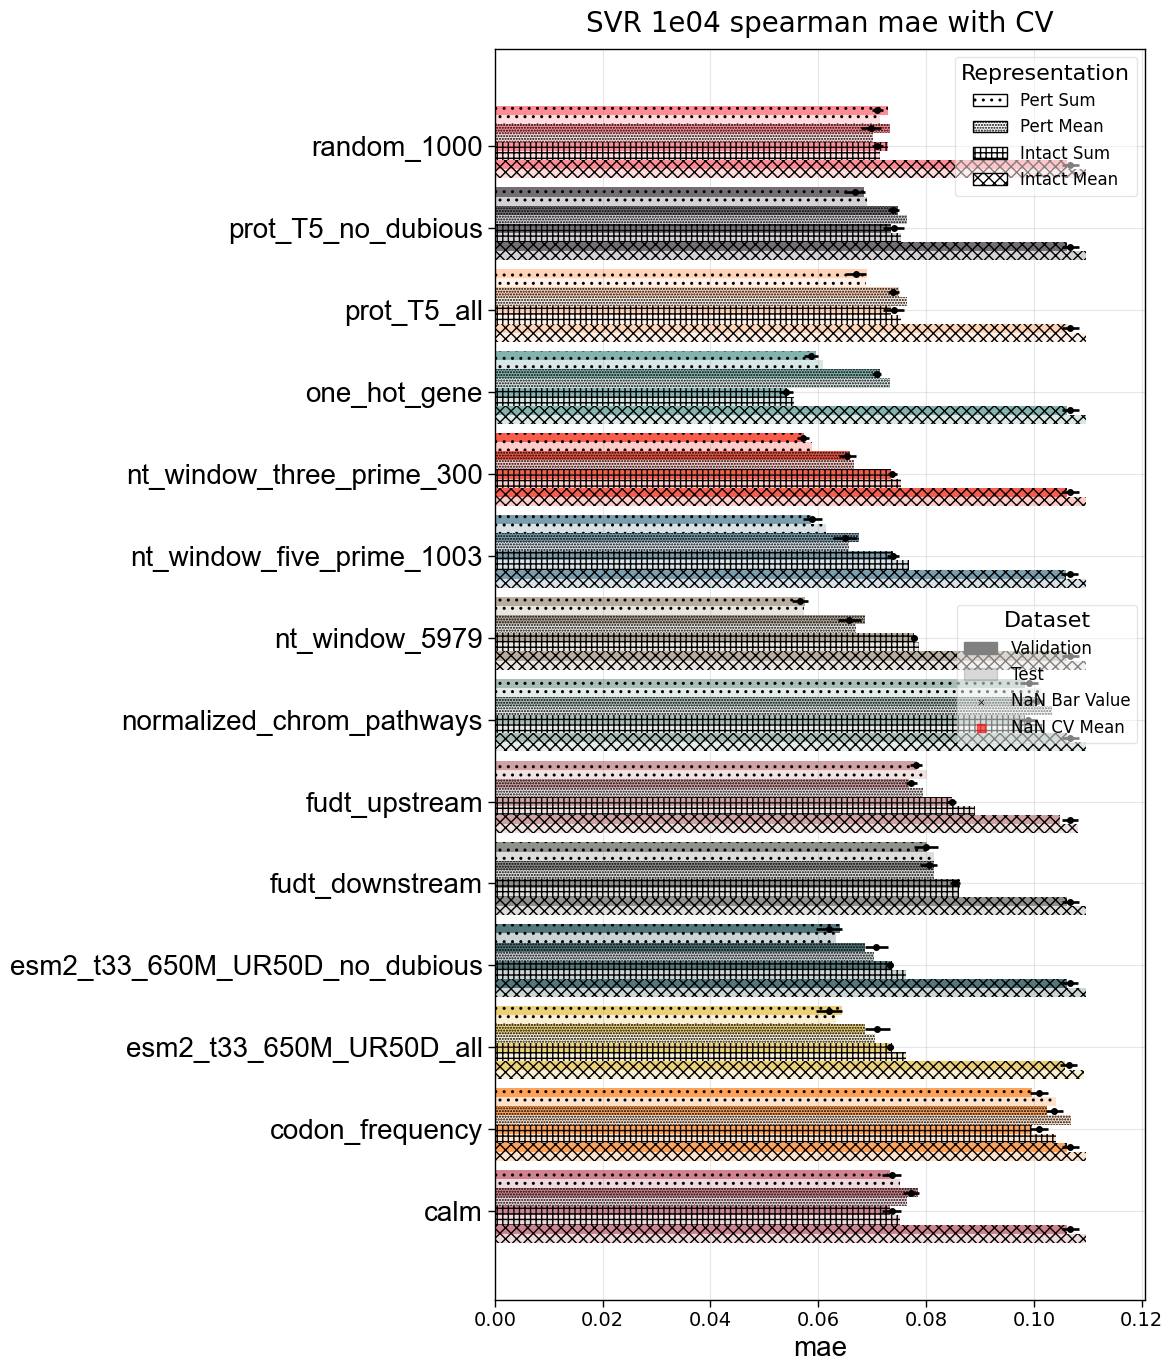 SVR 1e04 spearman mae with CV
Representation
Pert Sum
Pert Mean
Intact Sum
Intact Mean
random_1000
prot_T5_no_dubious
prot_T5_all
one_hot_gene
nt_window_three_prime_300
nt_window_five_prime_1003
nt_window_5979
Dataset
Validation
Test
NaN Bar Value
NaN CV Mean
normalized_chrom_pathways
fudt_upstream
fudt_downstream
esm2_t33_650M_UR50D_no_dubious
esm2_t33_650M_UR50D_all
codon_frequency
calm
0.00 0.02 0.04 0.06 0.08 0.10 0.12
mae